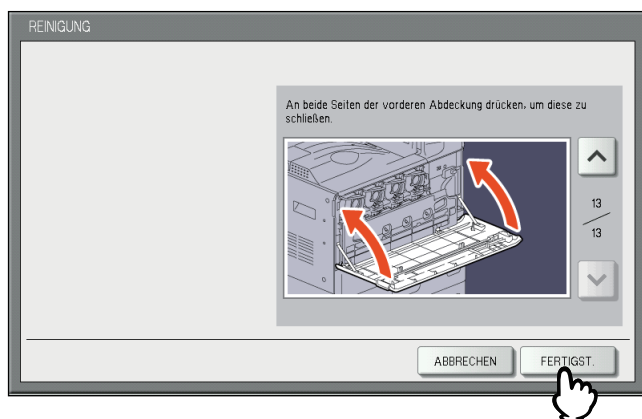 REINIGUNG
An beide Seiten der vorderen Abdeckung drücken, um diese zu
schließen.
13
13
ABBRECHEN
FERTIGST.